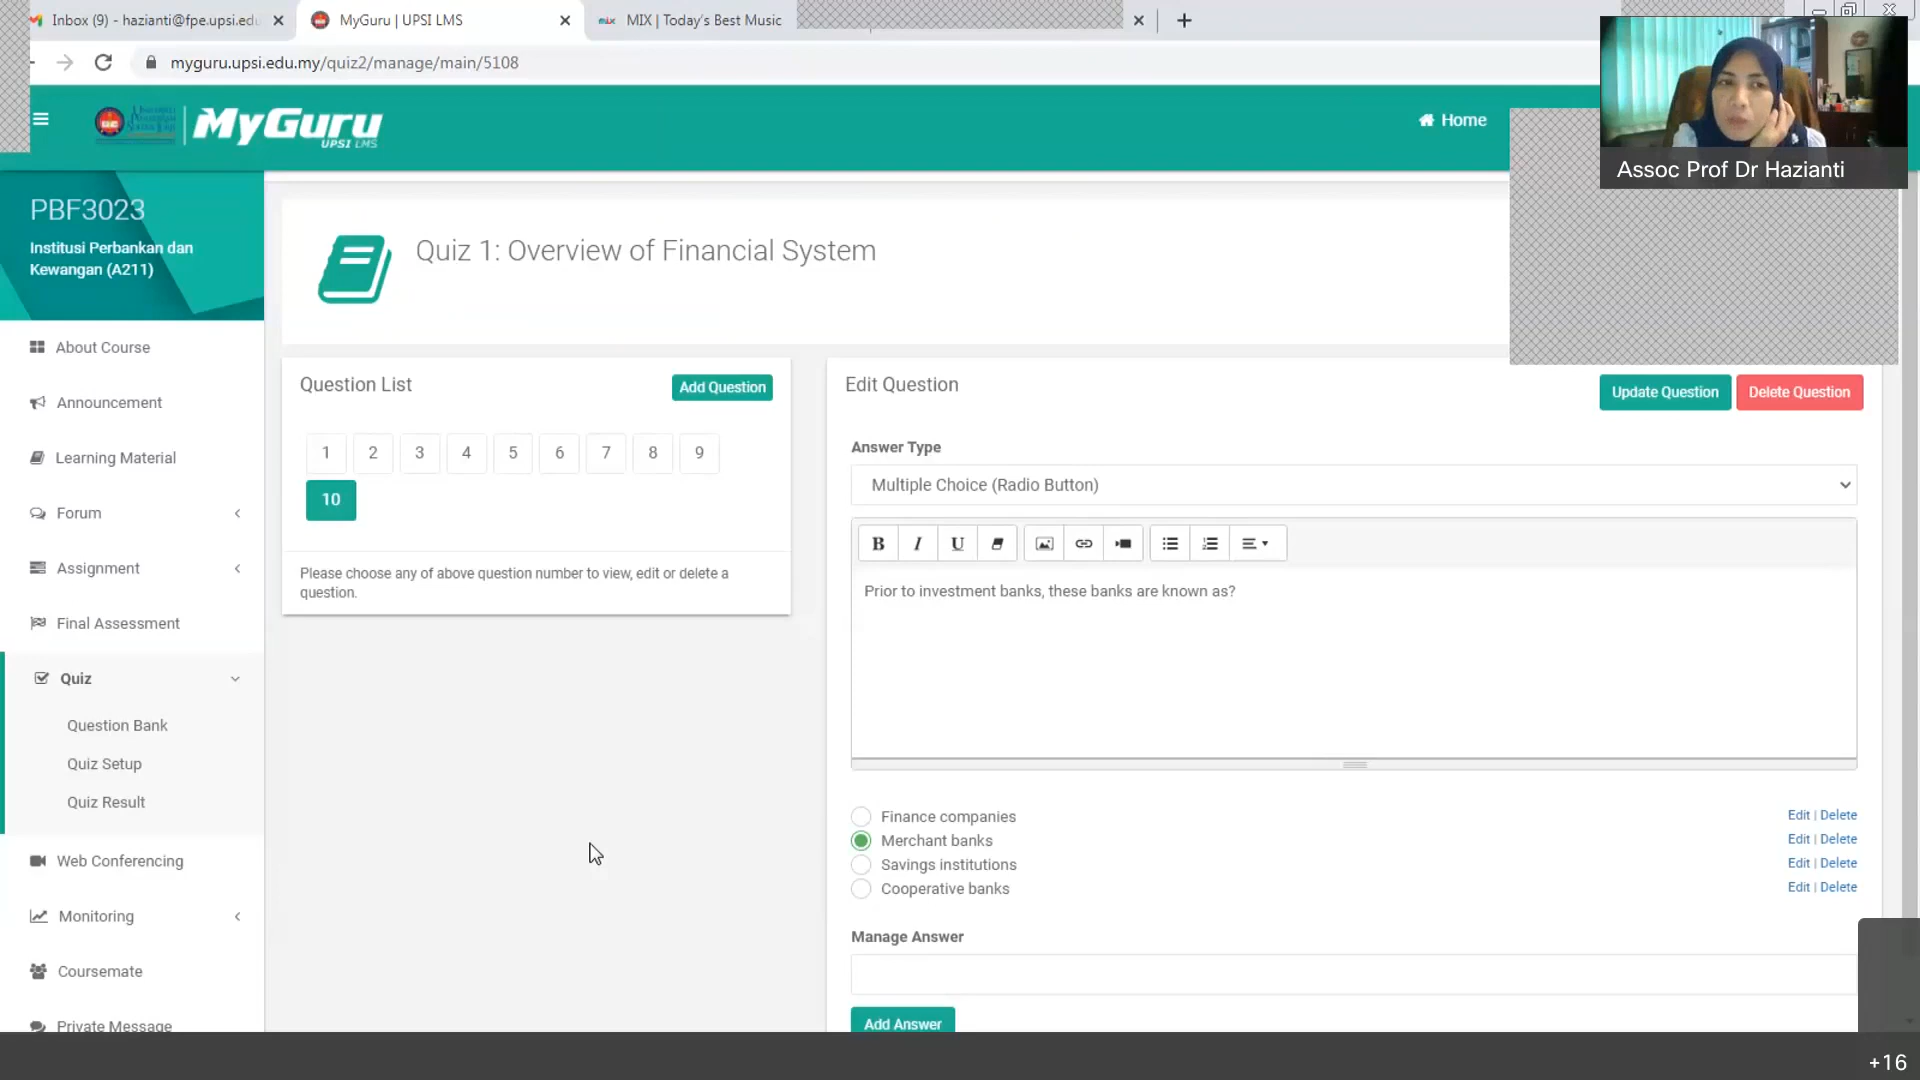 Inbox (9) - hazianti@fpe.upsi.edu
MyGuru | UPSI LMS
MIX | Today's Best Music
myguru.upsi.edu.my/quiz2/manage/main/5108
MyGuru
UPSI LMS
Home
Assoc Prof Dr Hazianti
PBF3023
Institusi Perbankan dan
Kewangan (A211)
About Course
Announcement
Learning Material
Forum
Assignment
Final Assessment
Quiz
Question Bank
Quiz Setup
Quiz Result
Web Conferencing
Monitoring
Coursemate
Private Message
Quiz 1: Overview of Financial System
Question List
Add Question
1 2 3 4 5 6 7 8 9
10
Please choose any of above question number to view, edit or delete a
question.
Edit Question
Update Question
Delete Question
Answer Type
Multiple Choice (Radio Button)
B I U
Prior to investment banks, these banks are known as?
Finance companies Edit | Delete
Merchant banks Edit | Delete
Savings institutions Edit | Delete
Cooperative banks Edit | Delete
Manage Answer
Add Answer
+16